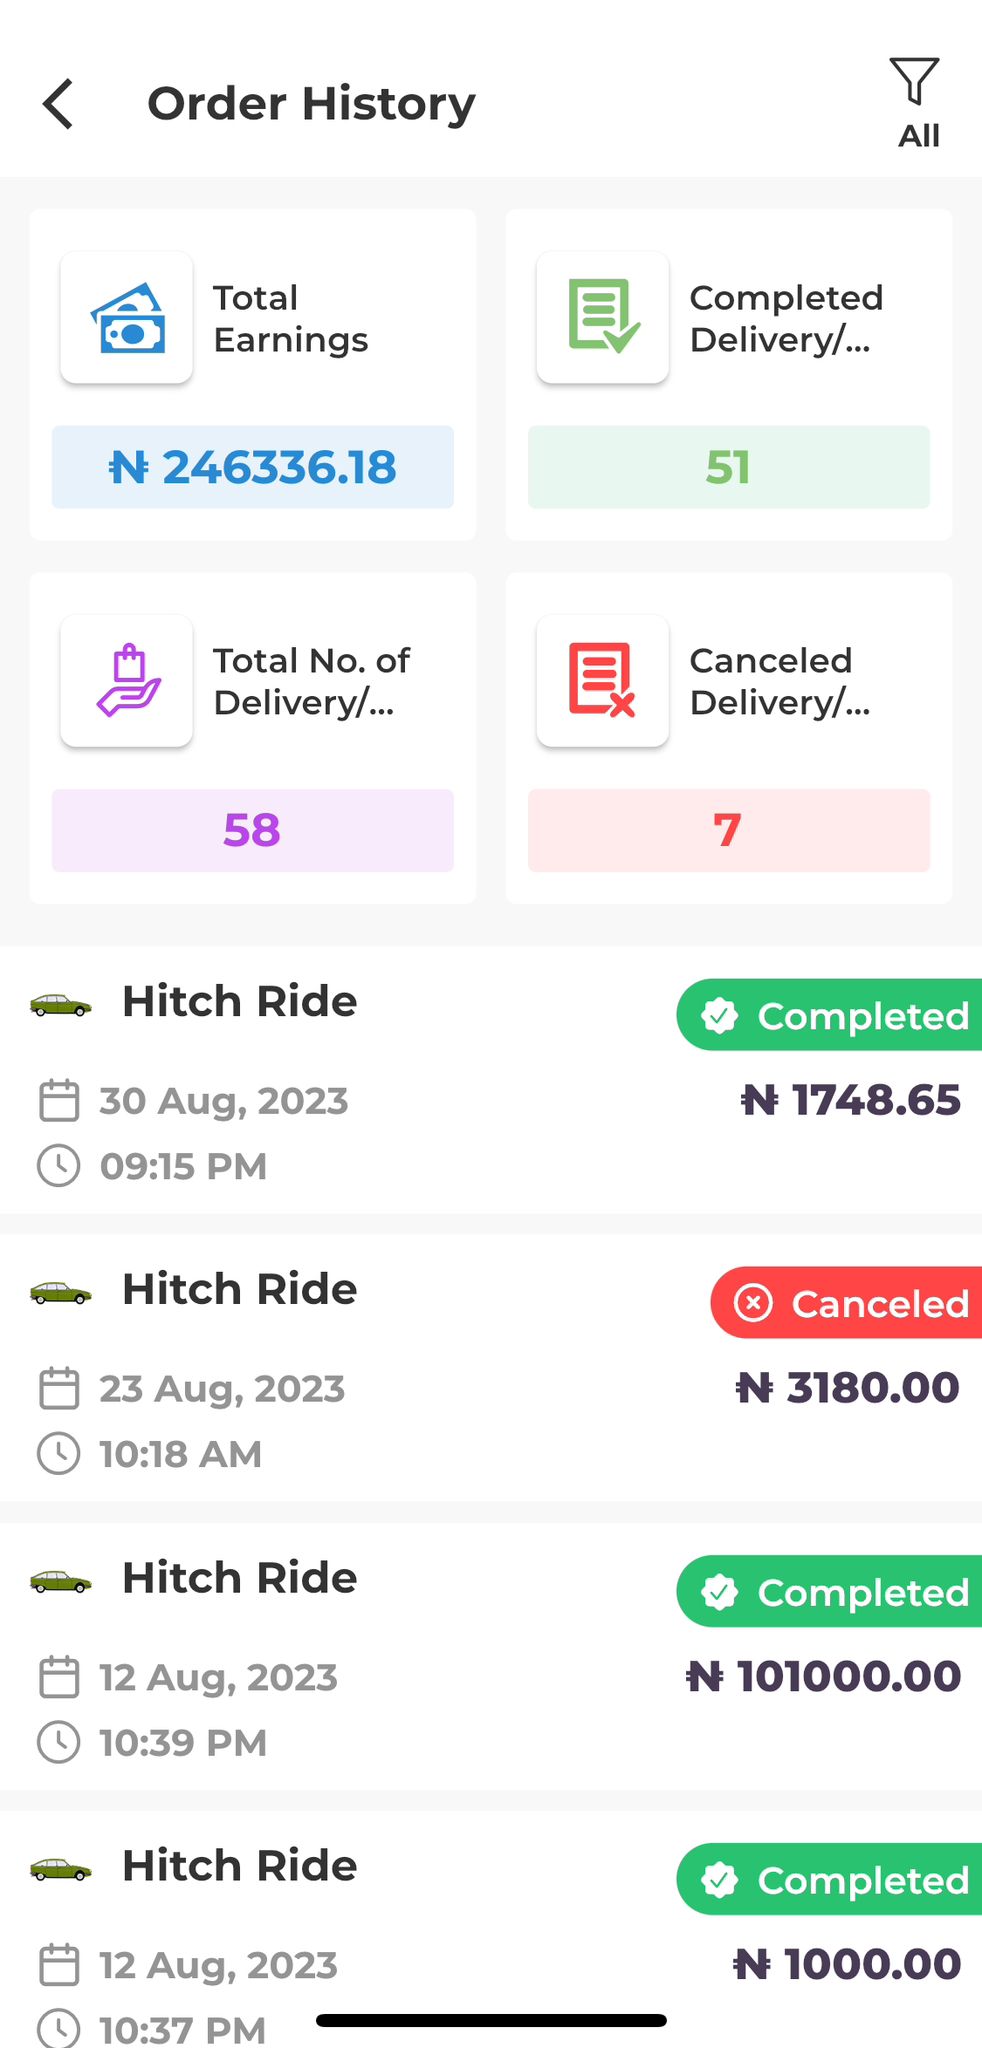 Order History
All
Total
Earnings
₦ 246336.18
Completed
Delivery/...
51
Total No. of
Delivery/...
58
Canceled
Delivery/...
7
Hitch Ride
Completed
30 Aug, 2023
₦ 1748.65
09:15 PM
Hitch Ride
Canceled
23 Aug, 2023
₦ 3180.00
10:18 AM
Hitch Ride
Completed
12 Aug, 2023
₦ 101000.00
10:39 PM
Hitch Ride
Completed
12 Aug, 2023
₦ 1000.00
10:37 PM